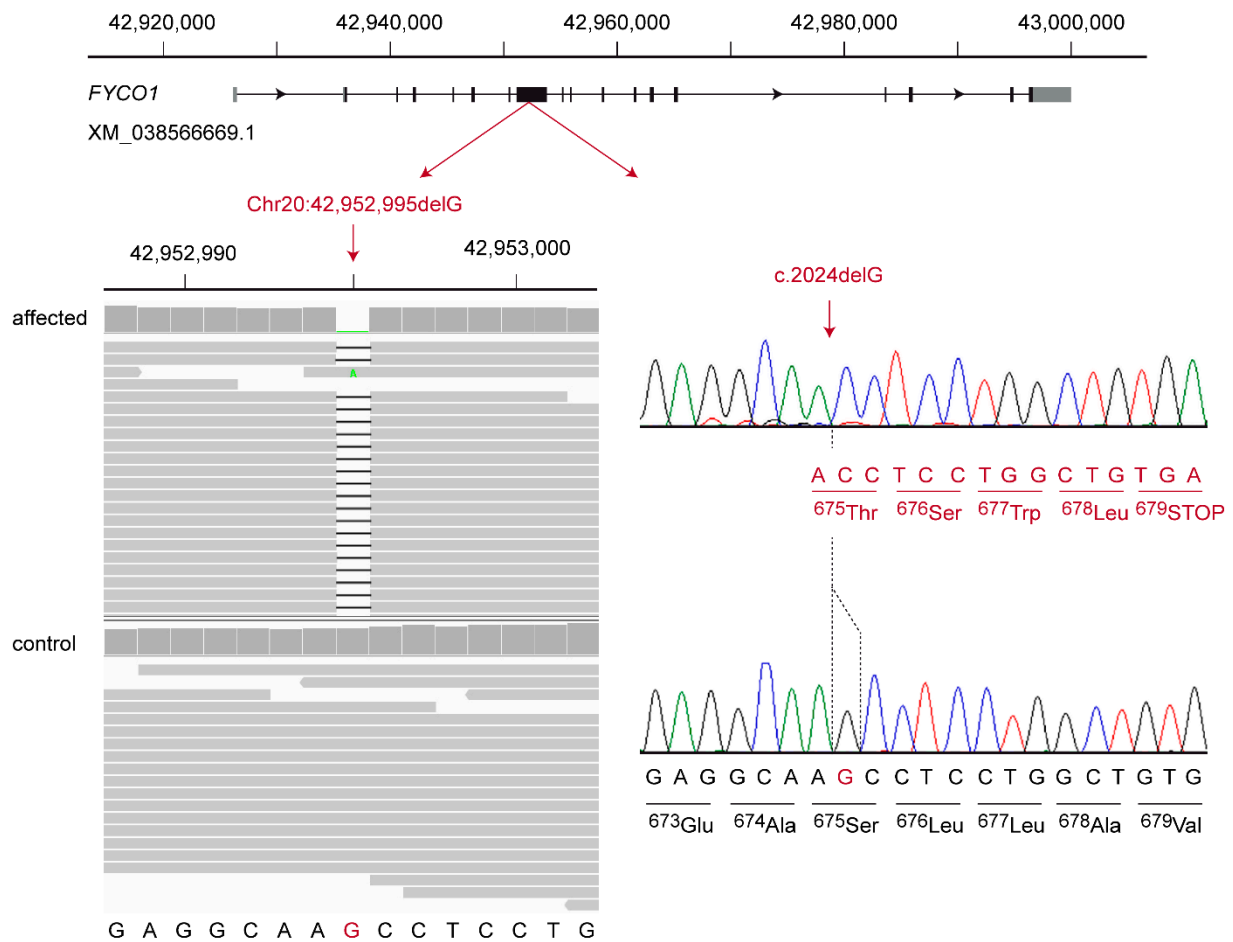 42,920,000 42,940,000 42,960,000 42,980,000 43,000,000
FYCO1
XM_038566669.1
Chr20:42,952,995delG
42,952,990 42,953,000
c.2024delG
affected
A
A C C T C C T G G C T G T G A
675Thr 676Ser 677Trp 678Leu 679STOP
control
G A G G C A A G C C T C C T G G C T G T G
673Glu 674Ala 675Ser 676Leu 677Leu 678Ala 679Val
G A G G C A A G C C T C C T G